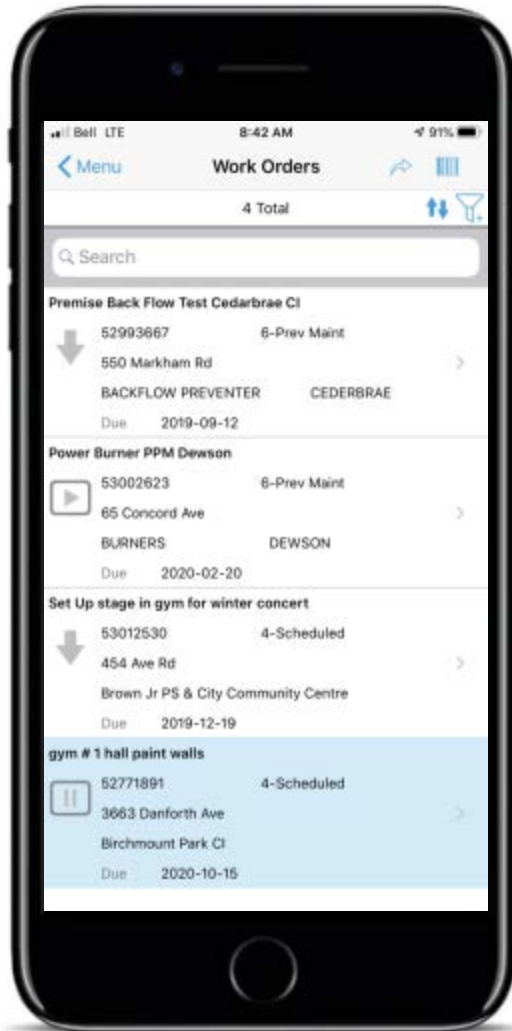 Bell LTE 8:42 AM 91%
Menu Work Orders
4 Total
Search
Premise Back Flow Test Cedarbrae CI
52993667 6-Prev Maint
550 Markham Rd
BACKFLOW PREVENTER CEDERBRAE
Due 2019-09-12
Power Burner PPM Dewson
53002623 6-Prev Maint
65 Concord Ave
BURNERS DEWSON
Due 2020-02-20
Set Up stage in gym for winter concert
53012530 4-Scheduled
454 Ave Rd
Brown Jr PS & City Community Centre
Due 2019-12-19
gym # 1 hall paint walls
52771891 4-Scheduled
3663 Danforth Ave
Birchmount Park CI
Due 2020-10-15